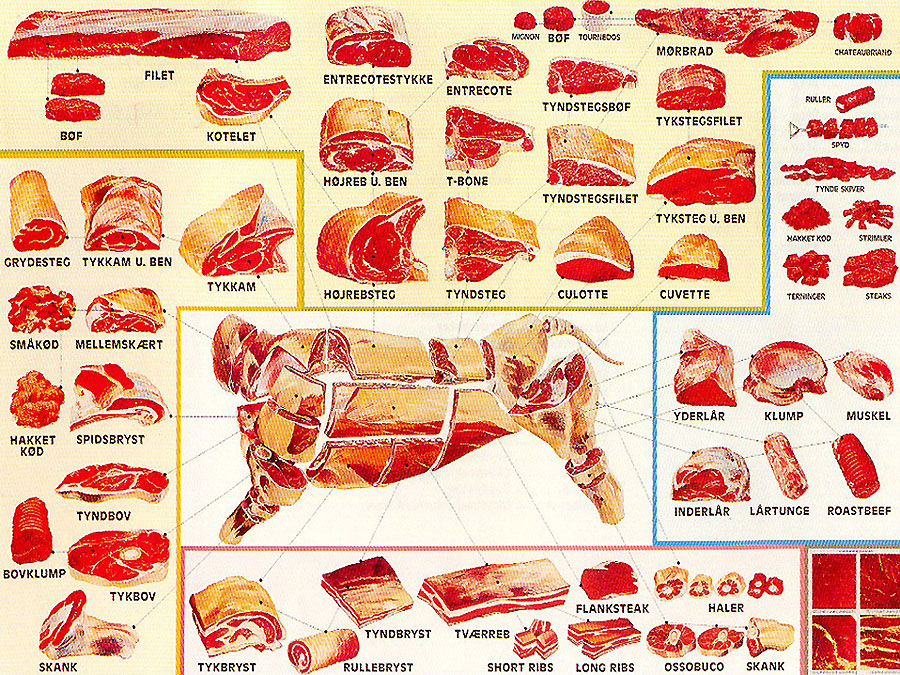 FILET
BØF
KOTELET
ENTRECOTESTYKKE
ENTRECOTE
HØJREB U. BEN
T-BONE
HØJREBSTEG
TYNDSTEG
MIGNON
BØF
TOURNEDOS
MØRBRAD
CHATEAUBRIAND
TYNDSTEGSBØF
TYKSTEGSFILET
TYNDSTEGSFILET
TYKSTEG U. BEN
CULOTTE
CUVETTE
RULLER
SPYD
TYNDE SKIVER
HAKKET KØD
STRIMLER
TERNINGER
STEAKS
GRYDESTEG
TYKKAM U. BEN
TYKKAM
SMÅKØD
MELLEMSKÆRT
HAKKET
KØD
SPIDSBRYST
TYNDBOV
BOVKLUMP
TYKBOV
SKANK
YDERLÅR
KLUMP
MUSKEL
INDERLÅR
LÅRTUNGE
ROASTBEEF
TYKBRYST
RULLEBRYST
TYNDBRYST
TVÆRREB
FLANKSTEAK
HALER
SHORT RIBS
LONG RIBS
OSSOBUCO
SKANK